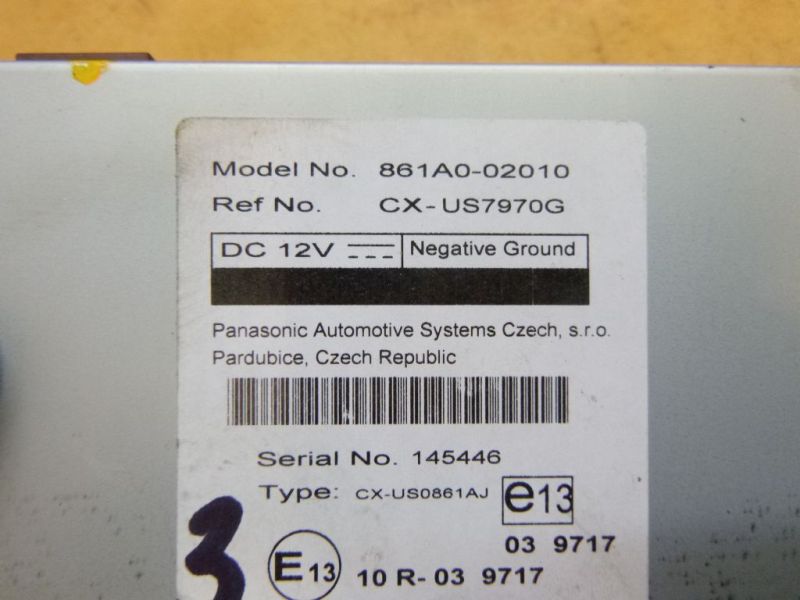 Model No. 861A0-02010
Ref No. CX-US7970G
DC 12V Negative Ground
Panasonic Automotive Systems Czech, s.r.o.
Pardubice, Czech Republic
Serial No. 145446
Type: CX-US0861AJ e13
03 9717
3
E13 10 R-03 9717